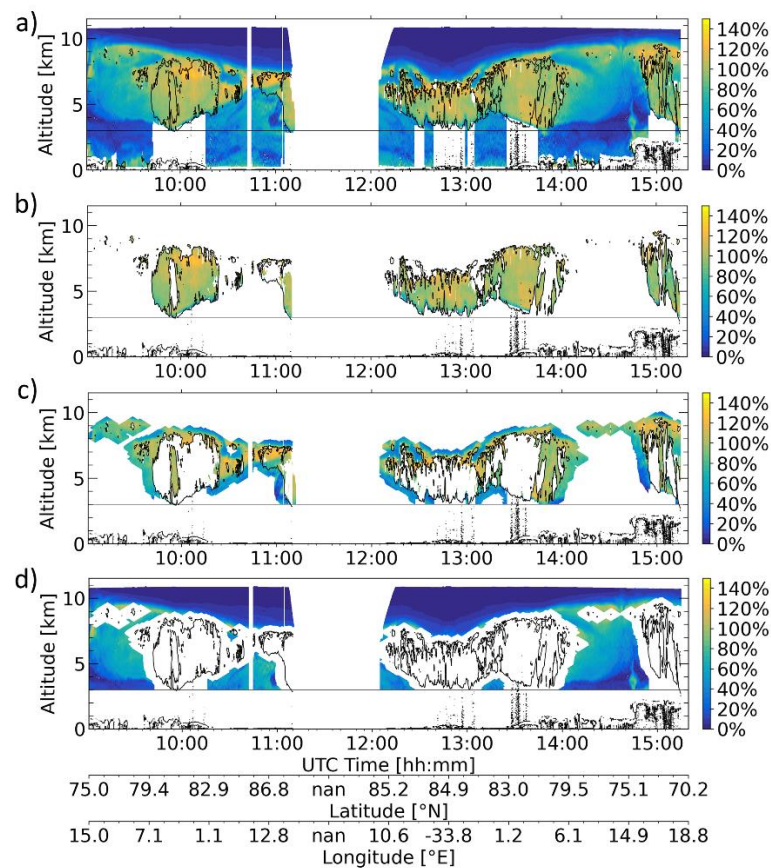 a)
Altitude [km]
10
5
0
140%
120%
100%
80%
60%
40%
20%
0%
10:00 11:00 12:00 13:00 14:00 15:00
b)
Altitude [km]
10
5
0
140%
120%
100%
80%
60%
40%
20%
0%
10:00 11:00 12:00 13:00 14:00 15:00
c)
Altitude [km]
10
5
0
140%
120%
100%
80%
60%
40%
20%
0%
10:00 11:00 12:00 13:00 14:00 15:00
d)
Altitude [km]
10
5
0
140%
120%
100%
80%
60%
40%
20%
0%
10:00 11:00 12:00 13:00 14:00 15:00
UTC Time [hh:mm]
75.0 79.4 82.9 86.8 nan 85.2 84.9 83.0 79.5 75.1 70.2
Latitude [°N]
15.0 7.1 1.1 12.8 nan 10.6 -33.8 1.2 6.1 14.9 18.8
Longitude [°E]